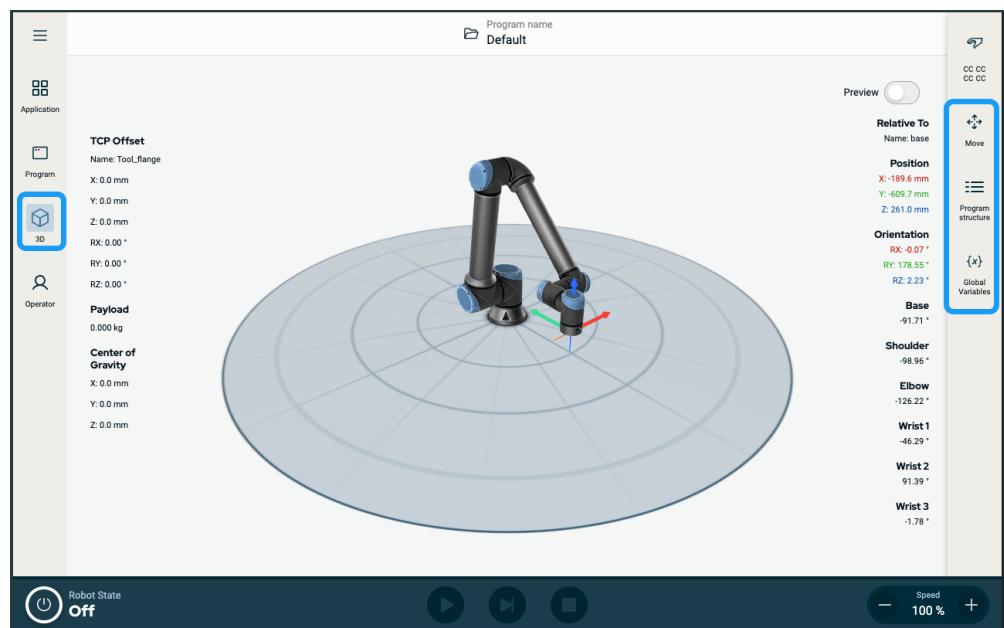 Program name
Default
Application
Program
3D
Operator
TCP Offset
Name: Tool_flange
X: 0.0 mm
Y: 0.0 mm
Z: 0.0 mm
RX: 0.00 °
RY: 0.00 °
RZ: 0.00 °
Payload
0.000 kg
Center of
Gravity
X: 0.0 mm
Y: 0.0 mm
Z: 0.0 mm
Preview
Relative To
Name: base
Position
X: -189.6 mm
Y: -609.7 mm
Z: 261.0 mm
Orientation
RX: -0.07 °
RY: 178.55 °
RZ: 2.23 °
Base
-91.71 °
Shoulder
-98.96 °
Elbow
-126.22 °
Wrist 1
-46.29 °
Wrist 2
91.39 °
Wrist 3
-1.78 °
CC CC
CC CC
Move
Program
structure
{x}
Global
Variables
Robot State
Off
Speed
100 %